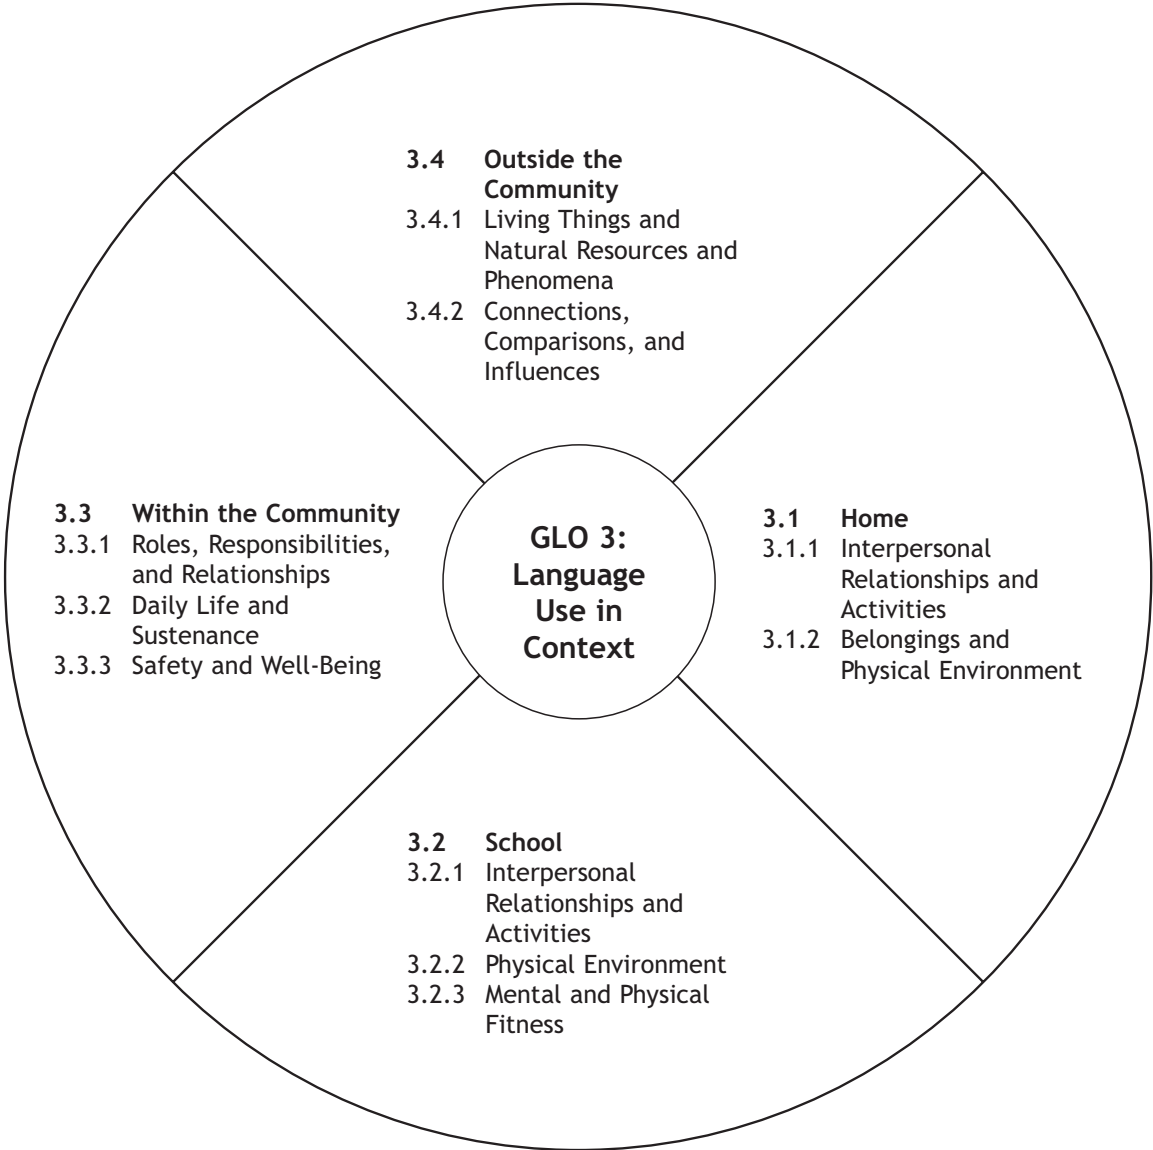 3.4 Outside the
Community
3.4.1 Living Things and
Natural Resources and
Phenomena
3.4.2 Connections,
Comparisons, and
Influences
3.3 Within the Community
3.3.1 Roles, Responsibilities,
and Relationships
3.3.2 Daily Life and
Sustenance
3.3.3 Safety and Well-Being
GLO 3:
Language
Use in
Context
3.1 Home
3.1.1 Interpersonal
Relationships and
Activities
3.1.2 Belongings and
Physical Environment
3.2 School
3.2.1 Interpersonal
Relationships and
Activities
3.2.2 Physical Environment
3.2.3 Mental and Physical
Fitness